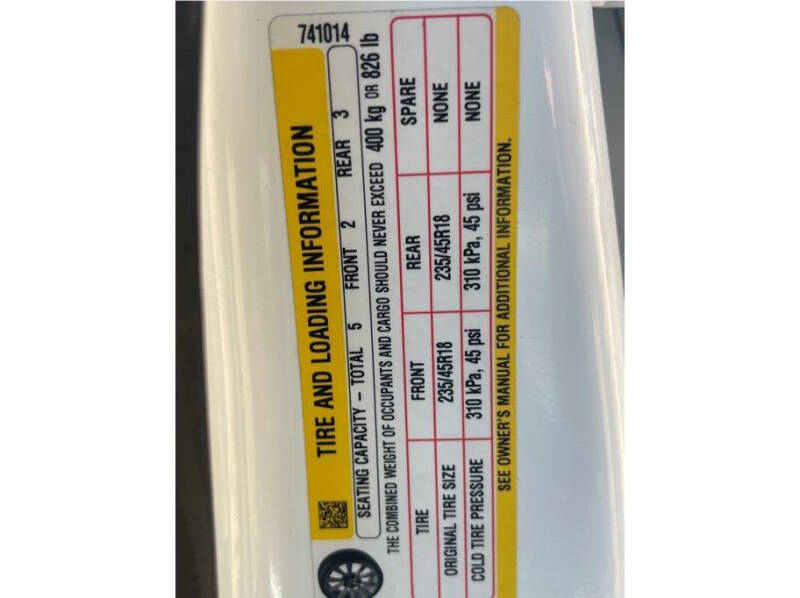 741014
TIRE AND LOADING INFORMATION
SEATING CAPACITY – TOTAL 5 FRONT 2 REAR 3
THE COMBINED WEIGHT OF OCCUPANTS AND CARGO SHOULD NEVER EXCEED 400 kg OR 826 lb
TIRE FRONT REAR SPARE
ORIGINAL TIRE SIZE 235/45R18 235/45R18 NONE
COLD TIRE PRESSURE 310 kPa, 45 psi 310 kPa, 45 psi NONE
SEE OWNER'S MANUAL FOR ADDITIONAL INFORMATION.